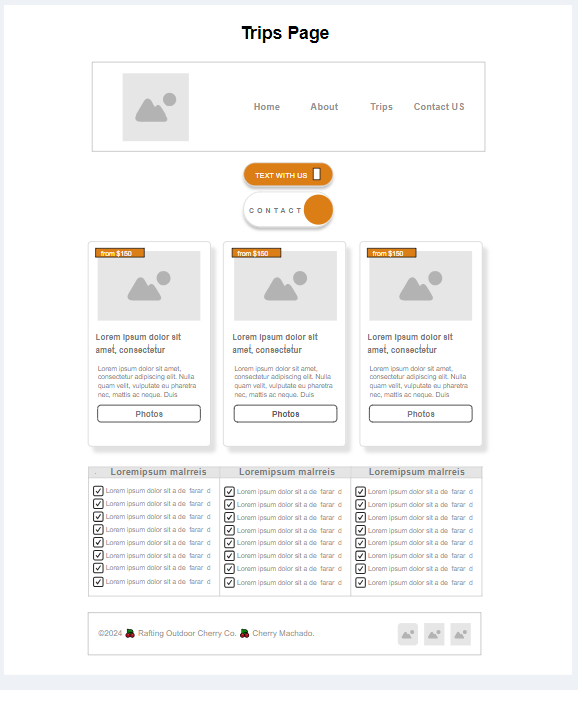 Trips Page
Home About Trips Contact US
TEXT WITH US
CONTACT
from $150
Lorem ipsum dolor sit
amet, consectetur
Lorem ipsum dolor sit amet,
consectetur adipiscing elit. Nulla
quam velit, vulputate eu pharetra
nec, mattis ac neque. Duis
Photos
from $150
Lorem ipsum dolor sit
amet, consectetur
Lorem ipsum dolor sit amet,
consectetur adipiscing elit. Nulla
quam velit, vulputate eu pharetra
nec, mattis ac neque. Duis
Photos
from $150
Lorem ipsum dolor sit
amet, consectetur
Lorem ipsum dolor sit amet,
consectetur adipiscing elit. Nulla
quam velit, vulputate eu pharetra
nec, mattis ac neque. Duis
Photos
Loremipsum malrreis
Lorem ipsum dolor sit a de farar d
Lorem ipsum dolor sit a de farar d
Lorem ipsum dolor sit a de farar d
Lorem ipsum dolor sit a de farar d
Lorem ipsum dolor sit a de farar d
Lorem ipsum dolor sit a de farar d
Lorem ipsum dolor sit a de farar d
Lorem ipsum dolor sit a de farar d
Loremipsum malrreis
Lorem ipsum dolor sit a de farar d
Lorem ipsum dolor sit a de farar d
Lorem ipsum dolor sit a de farar d
Lorem ipsum dolor sit a de farar d
Lorem ipsum dolor sit a de farar d
Lorem ipsum dolor sit a de farar d
Lorem ipsum dolor sit a de farar d
Lorem ipsum dolor sit a de farar d
Loremipsum malrreis
Lorem ipsum dolor sit a de farar d
Lorem ipsum dolor sit a de farar d
Lorem ipsum dolor sit a de farar d
Lorem ipsum dolor sit a de farar d
Lorem ipsum dolor sit a de farar d
Lorem ipsum dolor sit a de farar d
Lorem ipsum dolor sit a de farar d
Lorem ipsum dolor sit a de farar d
©2024 🍒 Rafting Outdoor Cherry Co. 🍒 Cherry Machado.